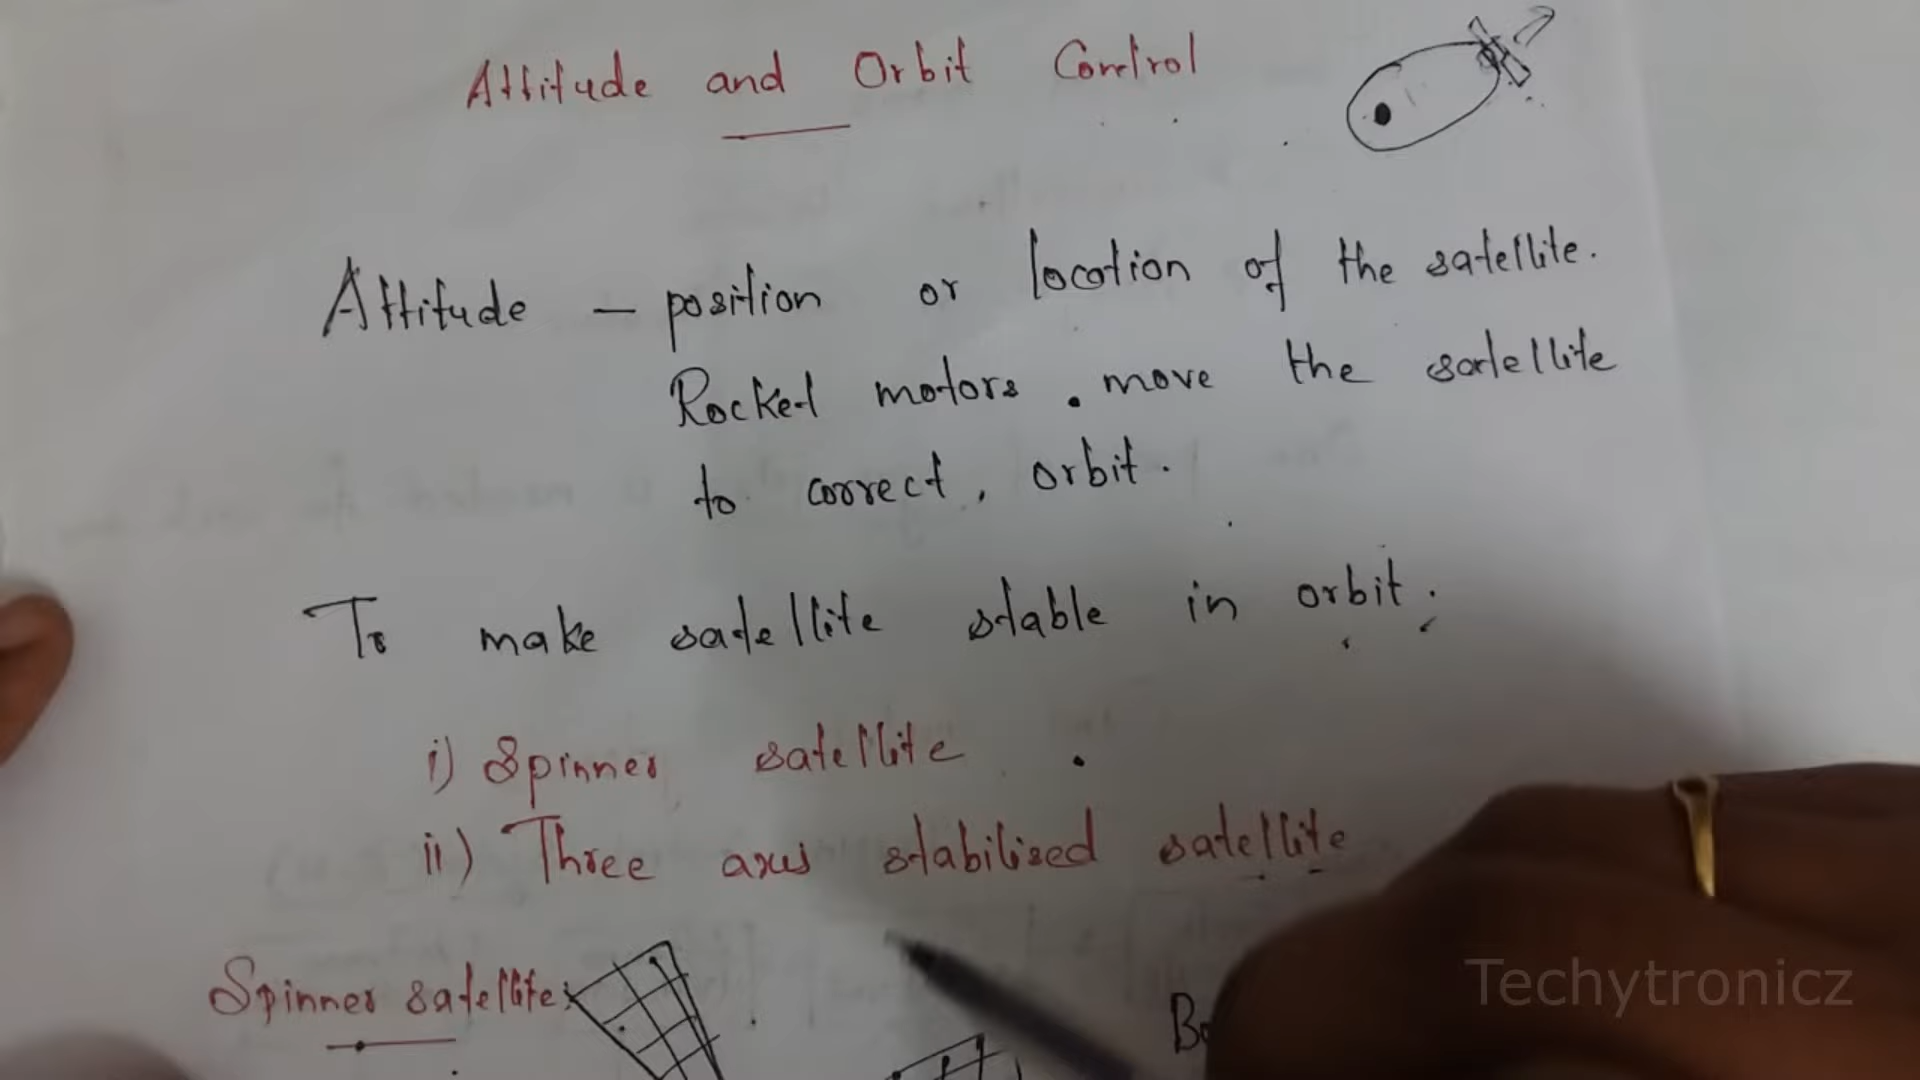 Attitude and Orbit Control
Attitude - position or location of the satellite.
Rocket motors . move the satellite
to correct . orbit.
To make satellite stable in orbit.
i) Spinner satellite .
ii) Three axis stabilised satellite
Spinner satellite:
Techytronicz